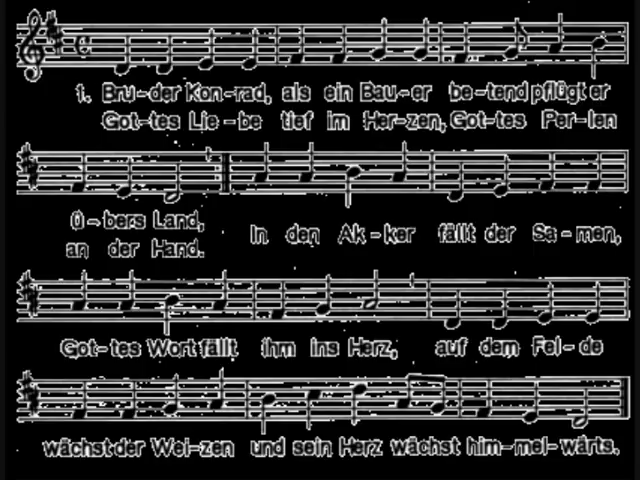 1. Bru-der Kon-rad, als ein Bau-er be-tend pflügt er
Got-tes Lie-be tief im Her-zen, Got-tes Per-len
ü-bers Land,
an der Hand.
In den Ak-ker fällt der Sa-men,
Got-tes Wort fällt ihm ins Herz, auf dem Fel-de
wächst der Wei-zen und sein Herz wächst him-mel-wärts.